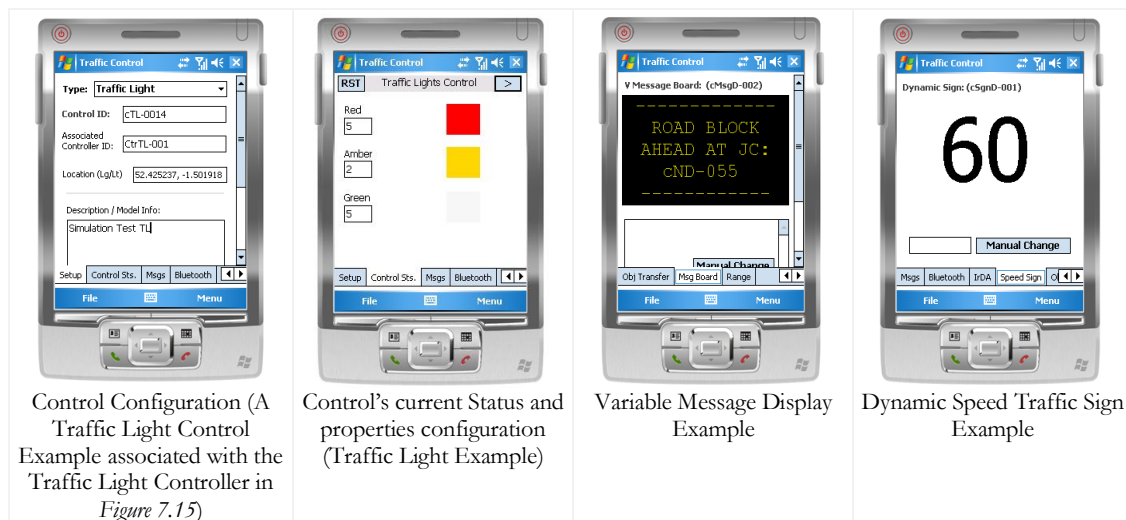 Traffic Control
Type: Traffic Light
Control ID: cTL-0014
Associated
Controller ID: CtrTL-001
Location (Lg/Lt) 52.425237, -1.501918
Description / Model Info:
Simulation Test TL
Setup Control Sts. Msgs Bluetooth
File Menu
Control Configuration (A
Traffic Light Control
Example associated with the
Traffic Light Controller in
Figure 7.15)
Traffic Control
RST Traffic Lights Control >
Red
5
Amber
2
Green
5
Setup Control Sts. Msgs Bluetooth
File Menu
Control's current Status and
properties configuration
(Traffic Light Example)
Traffic Control
V Message Board: (cMsgD-002)
-------------
ROAD BLOCK
AHEAD AT JC:
cND-055
------------
Manual Change
Obj Transfer Msg Board Range
File Menu
Variable Message Display
Example
Traffic Control
Dynamic Sign: (cSgnD-001)
60
Manual Change
Msgs Bluetooth IrDA Speed Sign
File Menu
Dynamic Speed Traffic Sign
Example